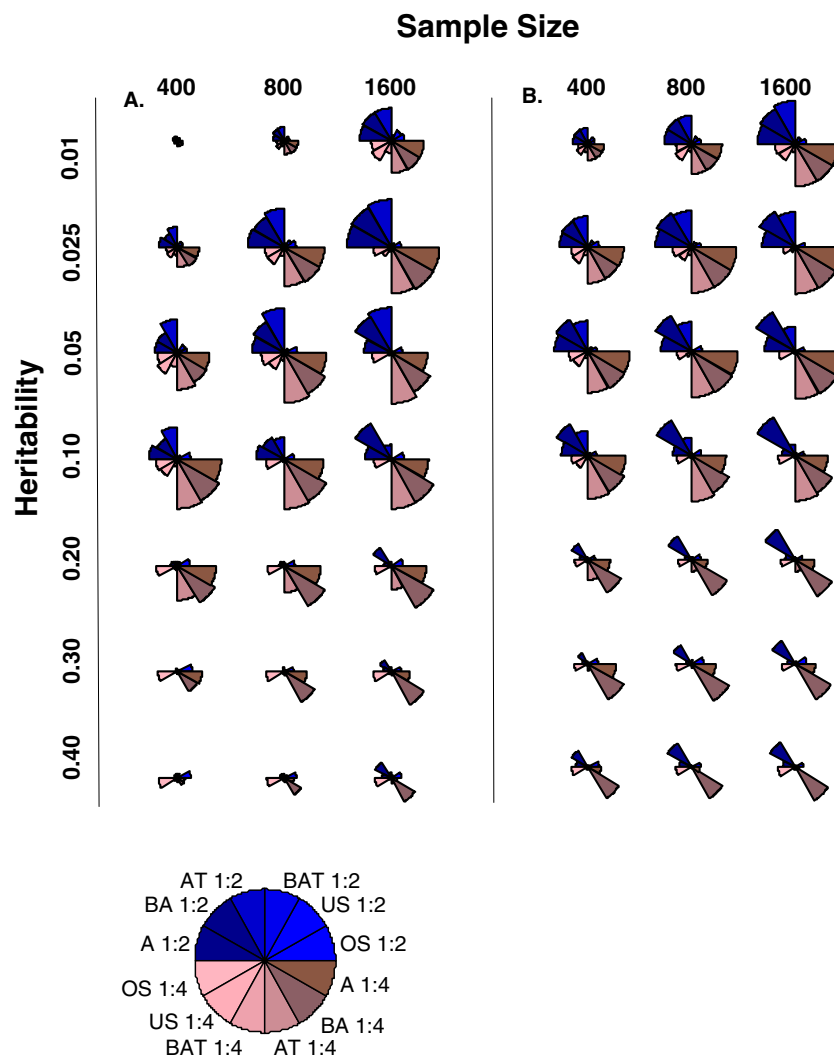 Sample Size
A. 400 800 1600 B. 400 800 1600
Heritability
0.01
0.025
0.05
0.10
0.20
0.30
0.40
AT 1:2 BAT 1:2
BA 1:2 US 1:2
A 1:2 OS 1:2
OS 1:4 A 1:4
US 1:4 BA 1:4
BAT 1:4 AT 1:4